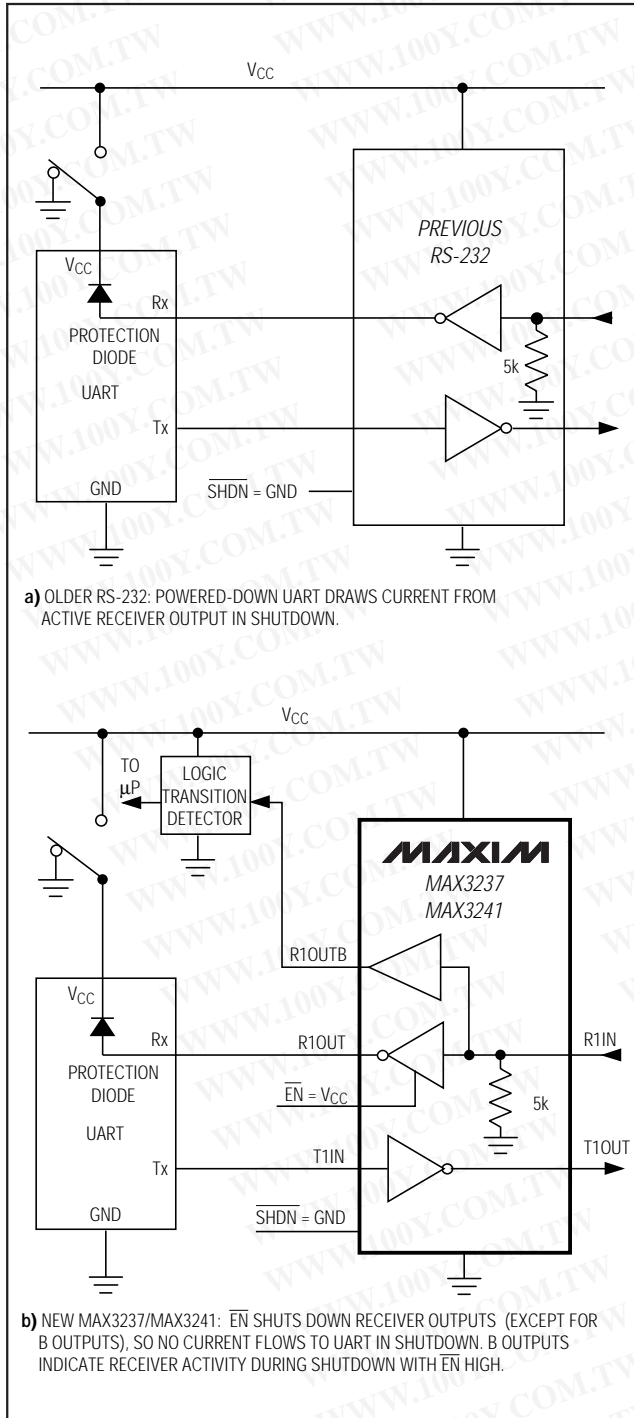 VCC
PREVIOUS
RS-232
VCC
Rx
PROTECTION
DIODE
5k
UART
Tx
GND
SHDN = GND
a) OLDER RS-232: POWERED-DOWN UART DRAWS CURRENT FROM
ACTIVE RECEIVER OUTPUT IN SHUTDOWN.
VCC
TO
µP
LOGIC
TRANSITION
DETECTOR
MAXIM
MAX3237
MAX3241
R1OUTB
VCC
Rx
R1OUT
R1IN
PROTECTION
DIODE
EN = VCC
5k
UART
Tx
T1IN
T1OUT
GND
SHDN = GND
b) NEW MAX3237/MAX3241: EN SHUTS DOWN RECEIVER OUTPUTS (EXCEPT FOR
B OUTPUTS), SO NO CURRENT FLOWS TO UART IN SHUTDOWN. B OUTPUTS
INDICATE RECEIVER ACTIVITY DURING SHUTDOWN WITH EN HIGH.
WWW.100Y.COM.TW